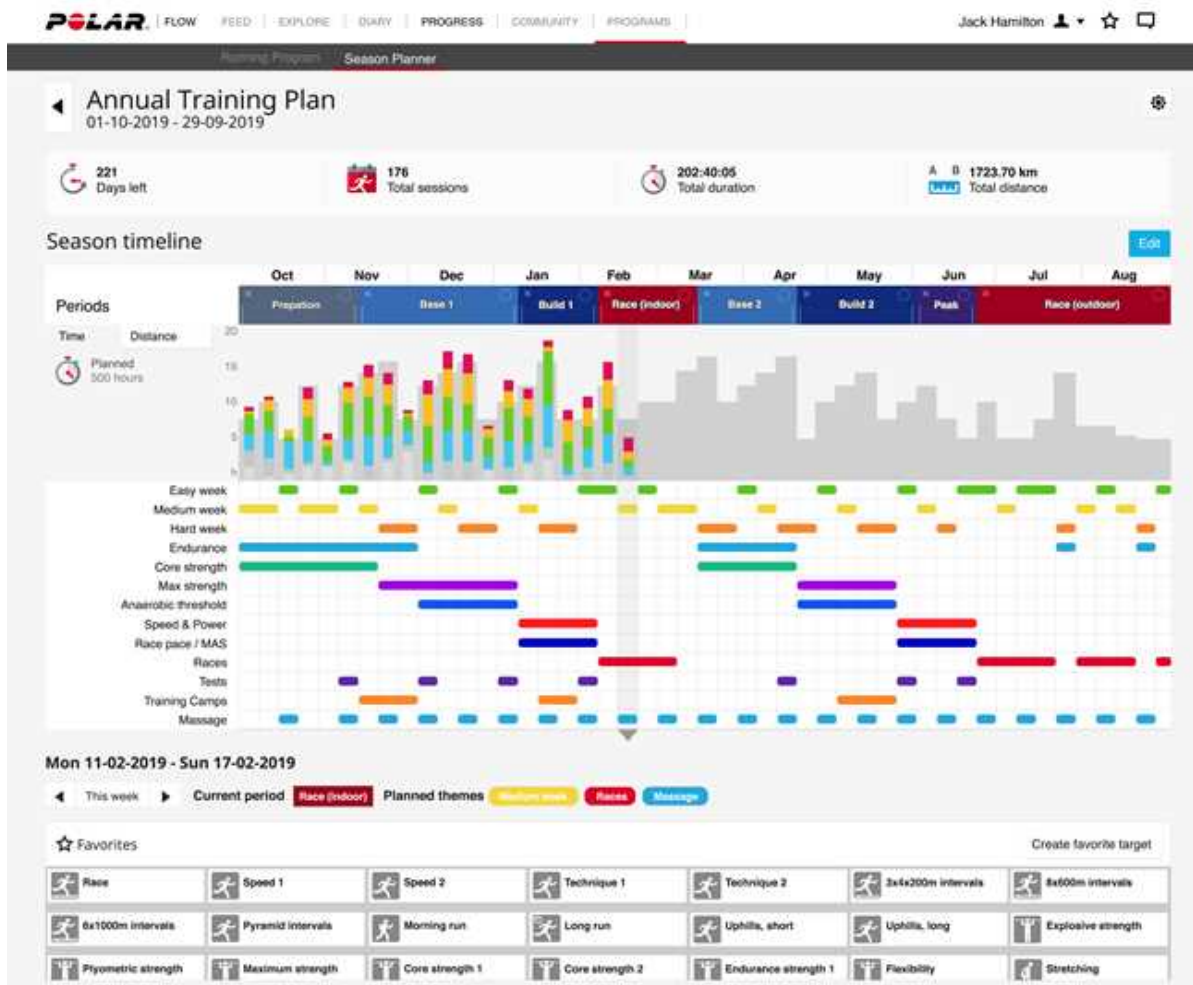 POLAR. FLOW FEED EXPLORE DIARY PROGRESS COMMUNITY PROGRAMS Jack Hamilton
Running Program Season Planner
Annual Training Plan
01-10-2019 - 29-09-2019
221 176 202:40:05 A B 1723.70 km
Days left Total sessions Total duration Total distance
Season timeline Edit
Oct Nov Dec Jan Feb Mar Apr May Jun Jul Aug
Periods Prepation Base 1 Build 1 Race (indoor) Base 2 Build 2 Peak Race (outdoor)
Time Distance
Planned
500 hours
20
15
10
5
h
Easy week
Medium week
Hard week
Endurance
Core strength
Max strength
Anaerobic threshold
Speed & Power
Race pace / MAS
Races
Tests
Training Camps
Massage
Mon 11-02-2019 - Sun 17-02-2019
This week Current period Race (indoor) Planned themes Medium week Races Massage
Favorites Create favorite target
Race Speed 1 Speed 2 Technique 1 Technique 2 3x4x200m intervals 8x600m intervals
6x1000m intervals Pyramid intervals Morning run Long run Uphills, short Uphills, long Explosive strength
Plyometric strength Maximum strength Core strength 1 Core strength 2 Endurance strength 1 Flexibility Stretching